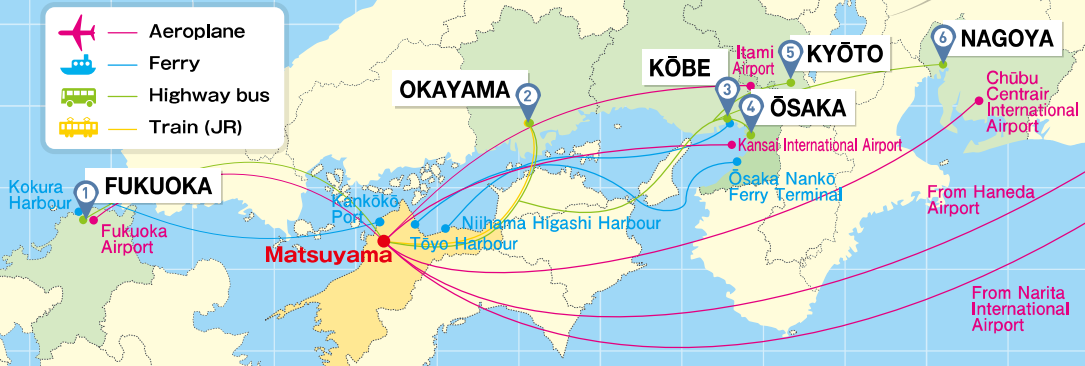 Aeroplane
Ferry
Highway bus
Train (JR)
1
FUKUOKA
Kokura
Harbour
Fukuoka
Airport
Kankōkō
Port
Matsuyama
Tōyo Harbour
Niihama Higashi Harbour
OKAYAMA
2
KŌBE
3
Itami
Airport
5
KYŌTO
4
ŌSAKA
Kansai International Airport
Ōsaka Nankō
Ferry Terminal
6
NAGOYA
Chūbu
Centrair
International
Airport
From Haneda
Airport
From Narita
International
Airport